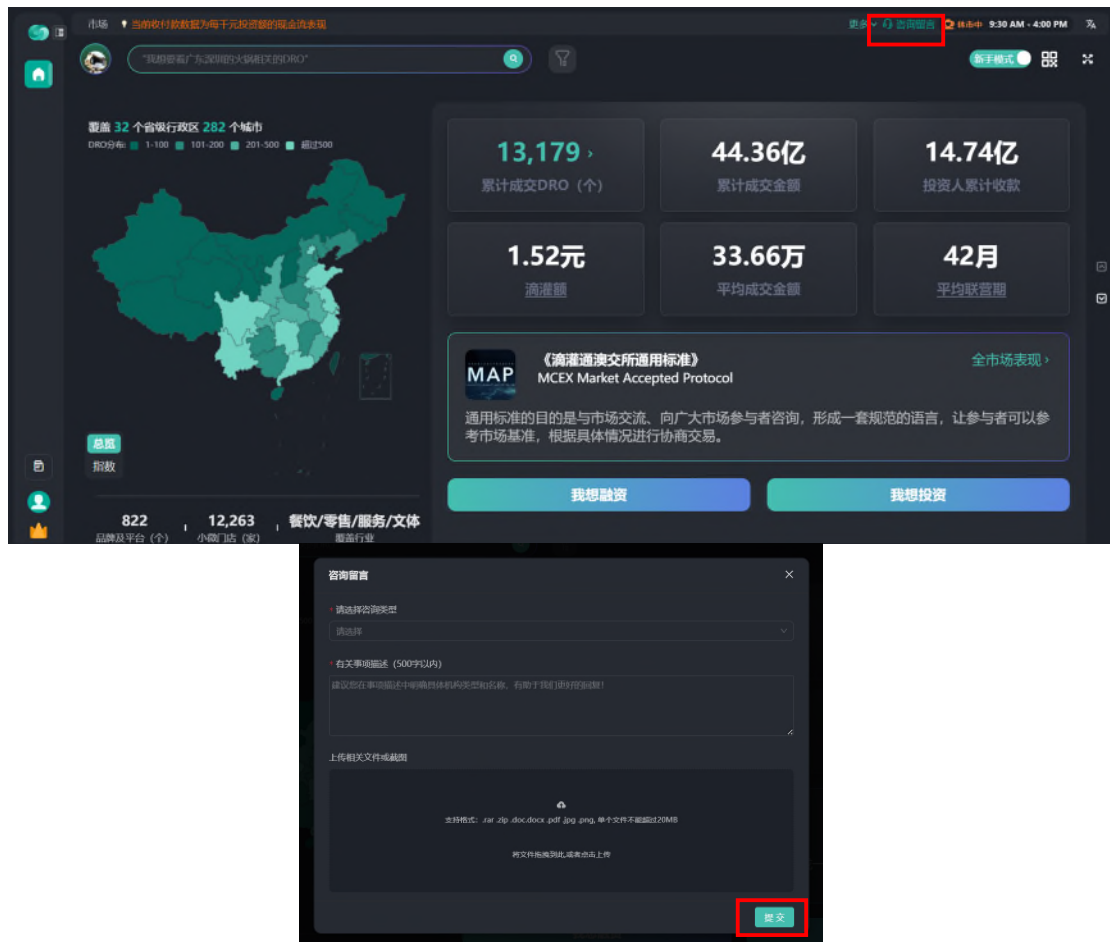 市场 当前收付款数据为每千元投资额的现金流表现 更多 咨询留言 休市中 9:30 AM - 4:00 PM
"我想要看广东深圳的火锅相关的DRO" 新手模式
覆盖 32 个省级行政区 282 个城市
DRO分布: 1-100 101-200 201-500 超过500
13,179 ›
累计成交DRO（个）
44.36亿
累计成交金额
14.74亿
投资人累计收款
1.52元
滴灌额
33.66万
平均成交金额
42月
平均联营期
MAP
《滴灌通澳交所通用标准》
MCEX Market Accepted Protocol
全市场表现 ›
通用标准的目的是与市场交流、向广大市场参与者咨询，形成一套规范的语言，让参与者可以参
考市场基准，根据具体情况进行协商交易。
总览
指数
我想融资
我想投资
822
品牌及平台（个）
12,263
小微门店（家）
餐饮/零售/服务/文体
覆盖行业
咨询留言
* 请选择咨询类型
请选择
* 有关事项描述（500字以内）
建议您在事项描述中明确具体机构类型和名称，有助于我们更好的回复！
上传相关文件或截图
支持格式：.rar .zip .doc.docx .pdf .jpg .png, 单个文件不能超过20MB
将文件拖拽到此,或者点击上传
提交